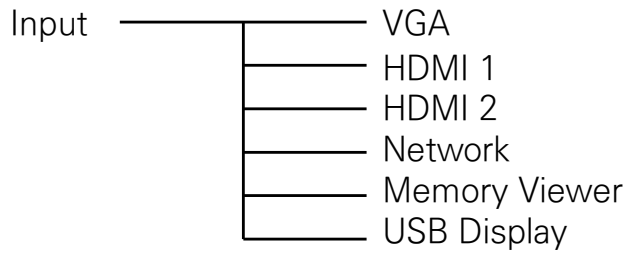 Input VGA
HDMI 1
HDMI 2
Network
Memory Viewer
USB Display